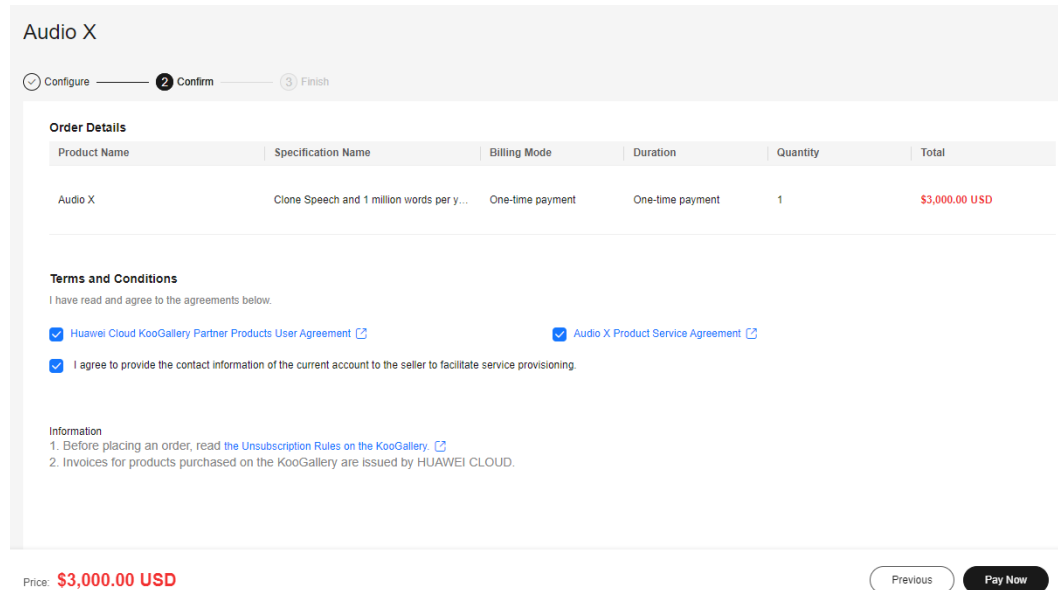 Audio X
Configure 2 Confirm 3 Finish
Order Details
Product Name Specification Name Billing Mode Duration Quantity Total
Audio X Clone Speech and 1 million words per y... One-time payment One-time payment 1 $3,000.00 USD
Terms and Conditions
I have read and agree to the agreements below.
Huawei Cloud KooGallery Partner Products User Agreement Audio X Product Service Agreement
I agree to provide the contact information of the current account to the seller to facilitate service provisioning.
Information
1. Before placing an order, read the Unsubscription Rules on the KooGallery.
2. Invoices for products purchased on the KooGallery are issued by HUAWEI CLOUD.
Price: $3,000.00 USD Previous Pay Now